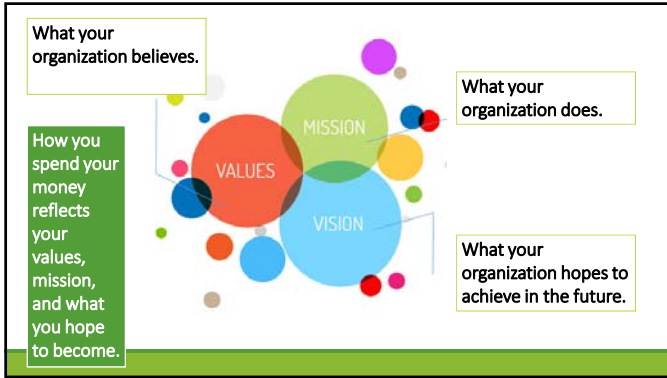 What your
organization believes.
MISSION
What your
organization does.
How you
spend your
money
reflects
your
values,
mission,
and what
you hope
to become.
VALUES
VISION
What your
organization hopes to
achieve in the future.